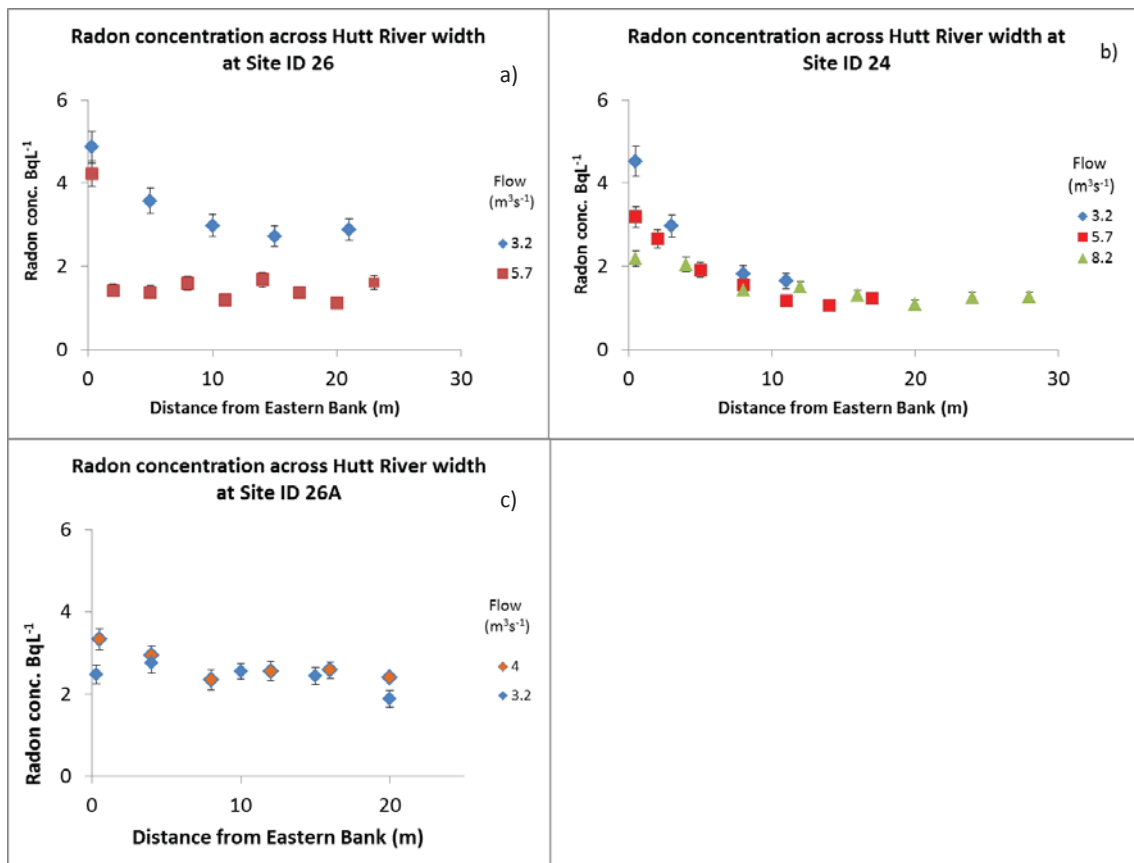 Radon concentration across Hutt River width
at Site ID 26
a)
6
4
2
0
Radon conc. BqL⁻¹
0
10
20
30
Distance from Eastern Bank (m)
Flow
(m³s⁻¹)
3.2
5.7
Radon concentration across Hutt River width at
Site ID 24
b)
6
4
2
0
Radon conc. BqL⁻¹
0
10
20
30
Distance from Eastern Bank (m)
Flow
(m³s⁻¹)
3.2
5.7
8.2
Radon concentration across Hutt River width
at Site ID 26A
c)
6
4
2
0
Radon conc. BqL⁻¹
0
10
20
Distance from Eastern Bank (m)
Flow
(m³s⁻¹)
4
3.2